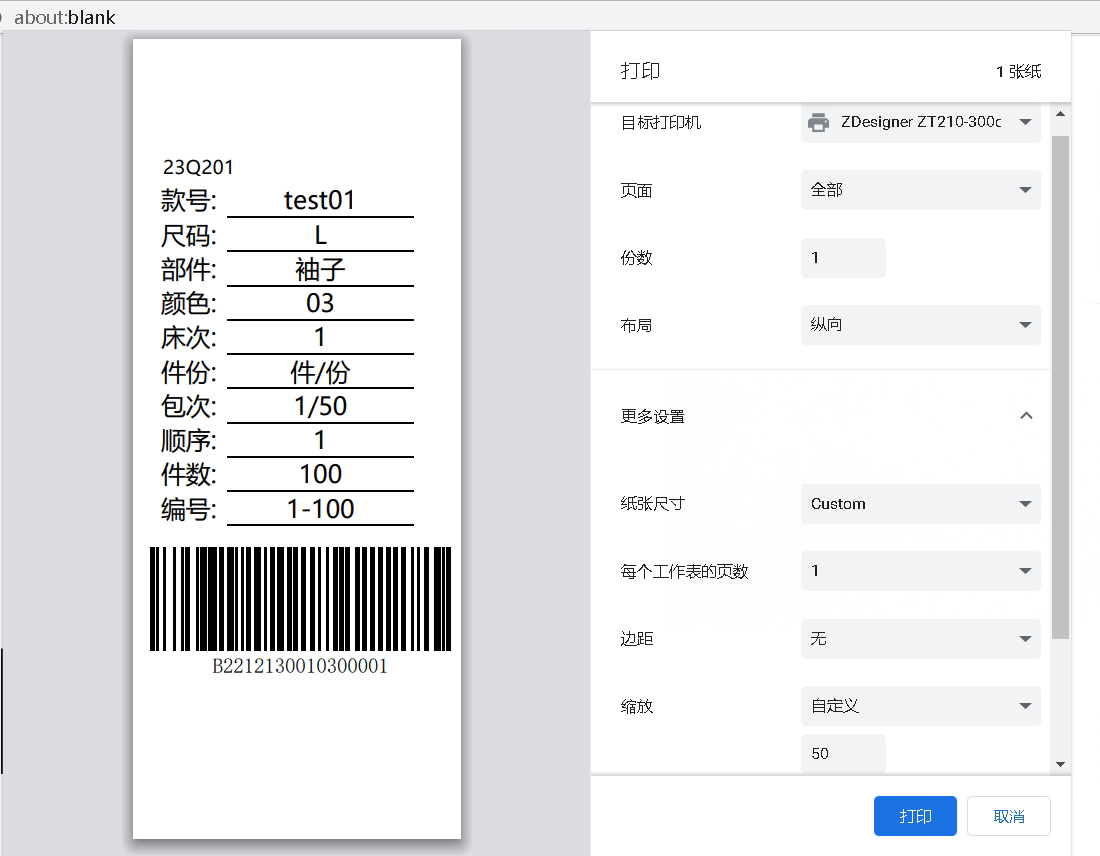 about:blank
23Q201
款号: test01
尺码: L
部件: 袖子
颜色: 03
床次: 1
件份: 件/份
包次: 1/50
顺序: 1
件数: 100
编号: 1-100
B2212130010300001
打印 1 张纸
目标打印机 ZDesigner ZT210-300d
页面 全部
份数 1
布局 纵向
更多设置
纸张尺寸 Custom
每个工作表的页数 1
边距 无
缩放 自定义
50
打印 取消